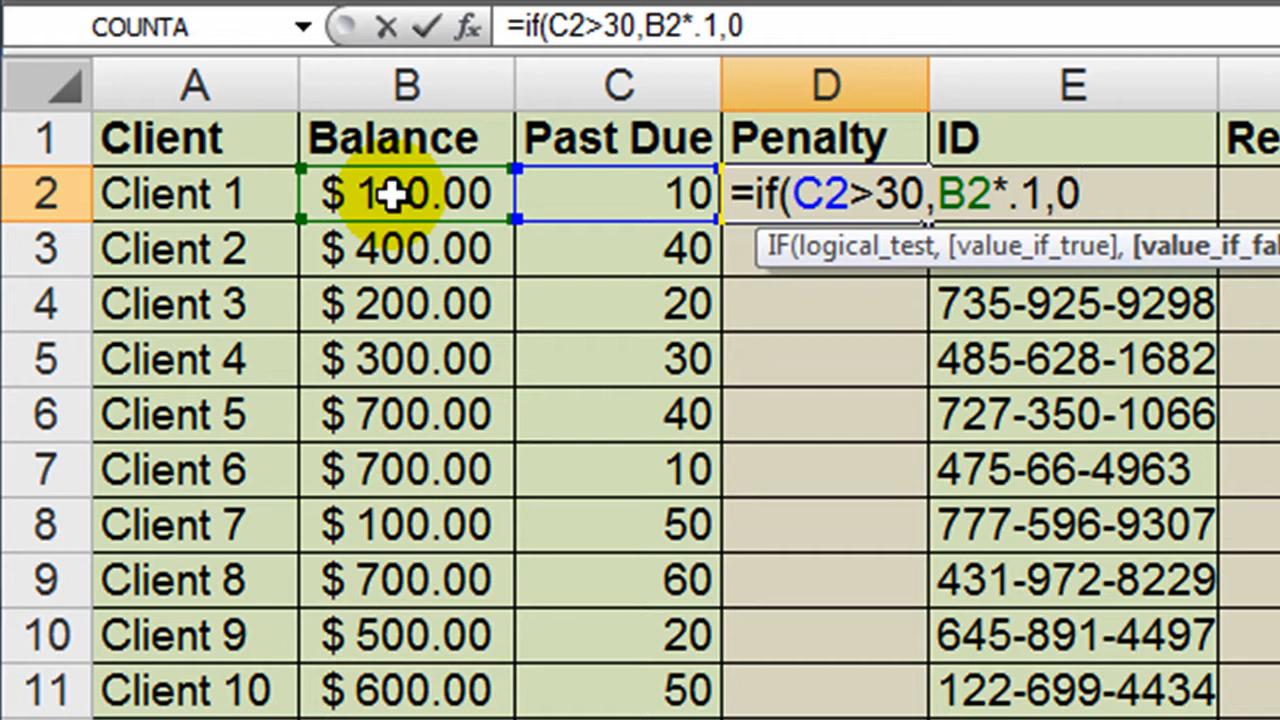 COUNTA fx =if(C2>30,B2*.1,0
A B C D E
1 Client Balance Past Due Penalty ID Re
2 Client 1 $ 100.00 10 =if(C2>30,B2*.1,0
IF(logical_test, [value_if_true], [value_if_fal
3 Client 2 $ 400.00 40
4 Client 3 $ 200.00 20 735-925-9298
5 Client 4 $ 300.00 30 485-628-1682
6 Client 5 $ 700.00 40 727-350-1066
7 Client 6 $ 700.00 10 475-66-4963
8 Client 7 $ 100.00 50 777-596-9307
9 Client 8 $ 700.00 60 431-972-8229
10 Client 9 $ 500.00 20 645-891-4497
11 Client 10 $ 600.00 50 122-699-4434